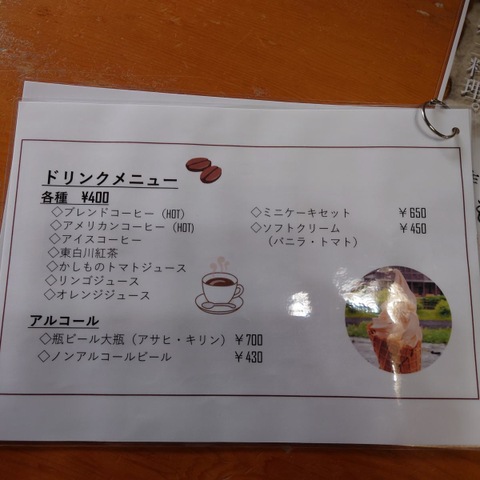 ドリンクメニュー
各種 ¥400
◇ブレンドコーヒー(HOT)
◇アメリカンコーヒー(HOT)
◇アイスコーヒー
◇東白川紅茶
◇かしものトマトジュース
◇リンゴジュース
◇オレンジジュース
アルコール
◇瓶ビール大瓶(アサヒ・キリン) ¥700
◇ノンアルコールビール ¥430
◇ミニケーキセット ¥650
◇ソフトクリーム ¥450
(バニラ・トマト)
料理。